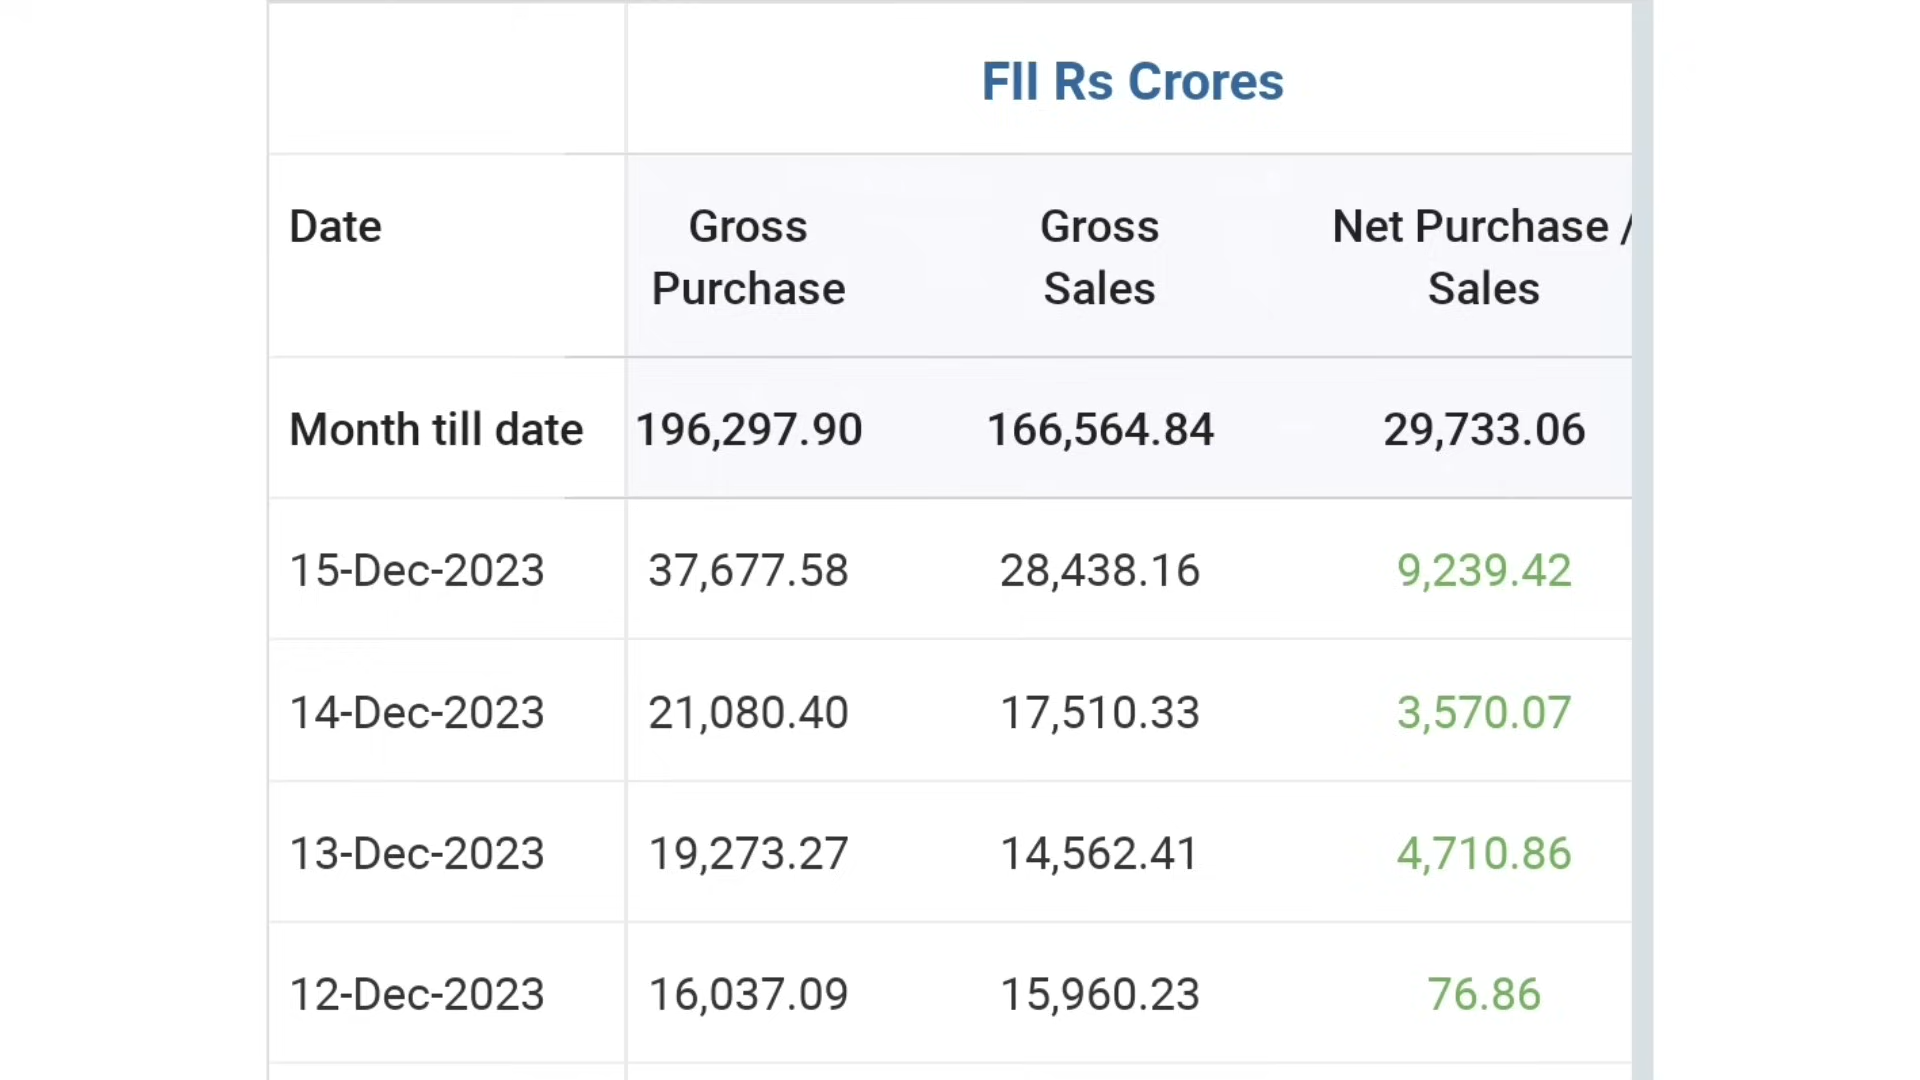 FII Rs Crores
Date Gross Purchase Gross Sales Net Purchase / Sales
Month till date 196,297.90 166,564.84 29,733.06
15-Dec-2023 37,677.58 28,438.16 9,239.42
14-Dec-2023 21,080.40 17,510.33 3,570.07
13-Dec-2023 19,273.27 14,562.41 4,710.86
12-Dec-2023 16,037.09 15,960.23 76.86